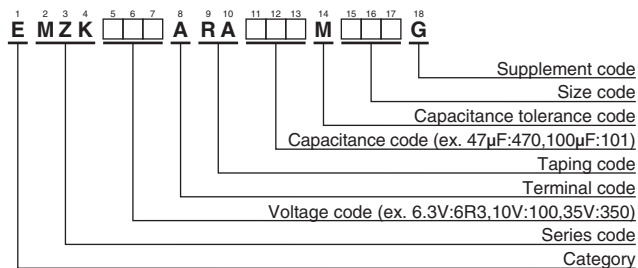 1 2 3 4 5 6 7 8 9 10 11 12 13 14 15 16 17 18
E MZK A RA M G
Supplement code
Size code
Capacitance tolerance code
Capacitance code (ex. 47µF:470,100µF:101)
Taping code
Terminal code
Voltage code (ex. 6.3V:6R3,10V:100,35V:350)
Series code
Category